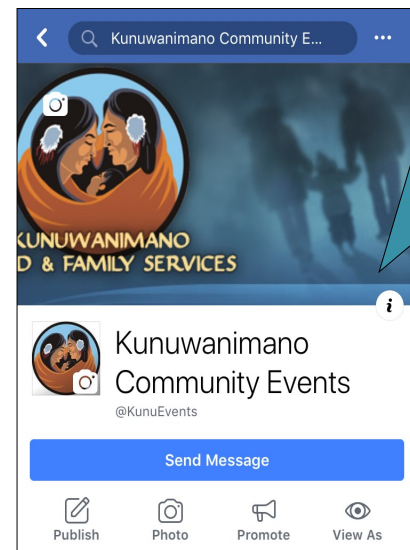 Kunuwanimano Community E...
KUNUWANIMANO
D & FAMILY SERVICES
i
Kunuwanimano
Community Events
@KunuEvents
Send Message
Publish Photo Promote View As